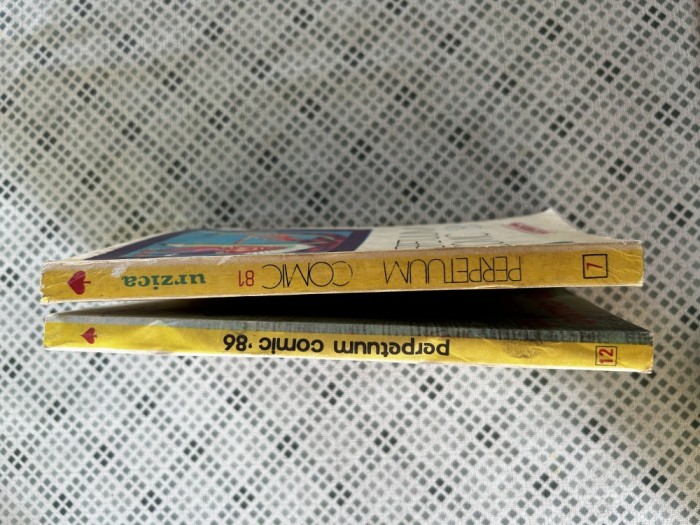 7 PERPETUUM COMIC 81 urzica
12 perpetuum comic '86